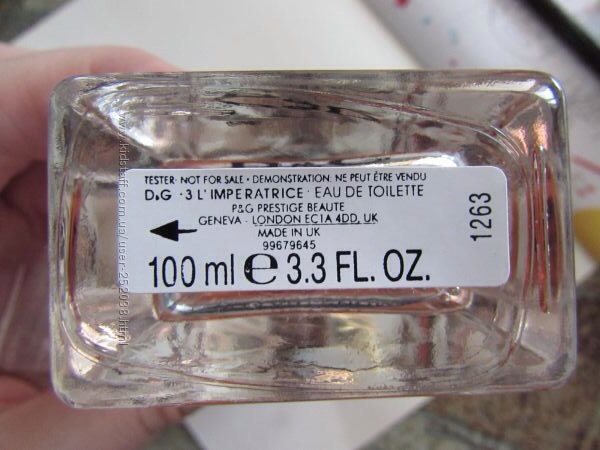 TESTER· NOT FOR SALE • DEMONSTRATION. NE PEUT ÊTRE VENDU
D&G ·3 L'IMPERATRICE · EAU DE TOILETTE
P&G PRESTIGE BEAUTE
GENEVA · LONDON EC1A 4DD, UK
MADE IN UK
99679645
100 ml e 3.3 FL. OZ.
1263